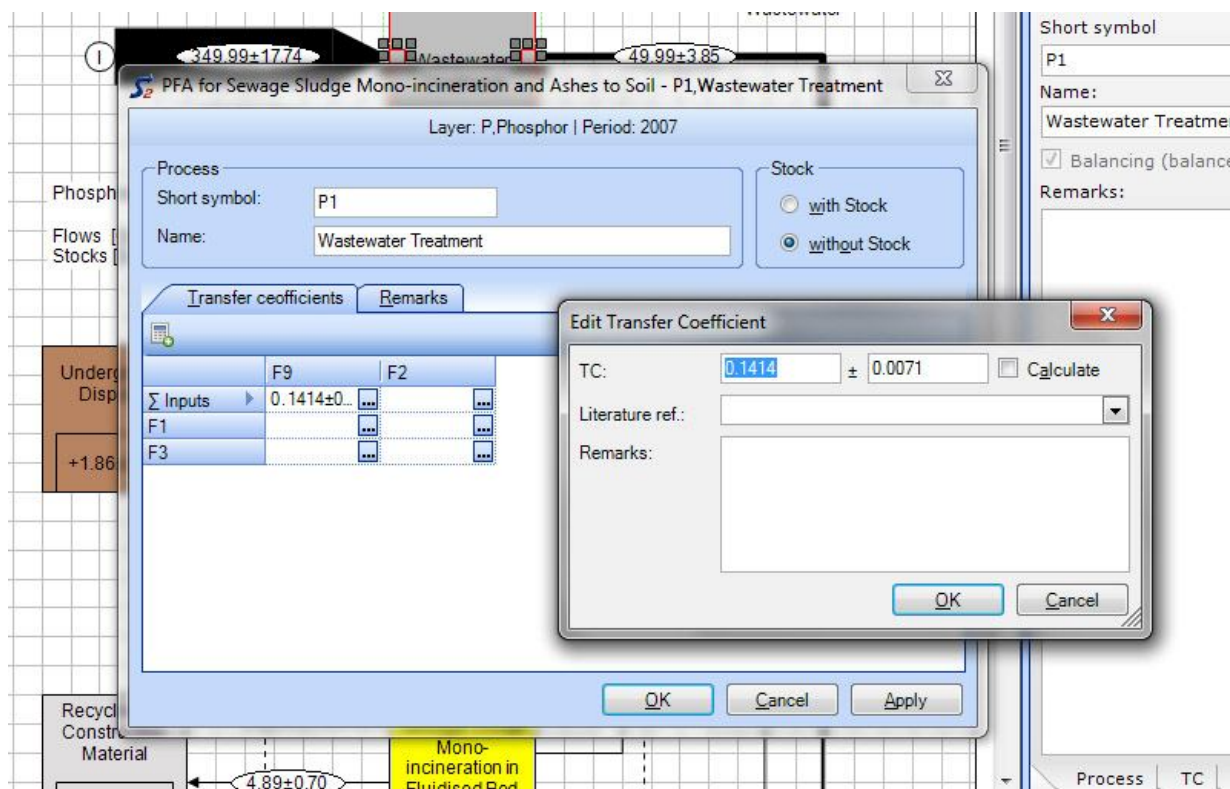 Short symbol
I
349.99±17.74
Wastewater
49.99±3.85
P1
PFA for Sewage Sludge Mono-incineration and Ashes to Soil - P1,Wastewater Treatment
Name:
Layer: P,Phosphor | Period: 2007
Wastewater Treatme
Process
Stock
Balancing (balance
Phosph
Short symbol:
P1
with Stock
Remarks:
Flows [
Stocks [
Name:
Wastewater Treatment
without Stock
Transfer ceofficients
Remarks
Edit Transfer Coefficient
Underg
Disp
F9
F2
TC:
0.1414
±
0.0071
Calculate
Σ Inputs
0.1414±0...
...
...
Literature ref.:
F1
...
...
F3
...
...
Remarks:
+1.86
OK
Cancel
OK
Cancel
Apply
Recycl
Constru
Material
Mono-
incineration in
Fluidised Bed
4.89±0.70
Process
TC